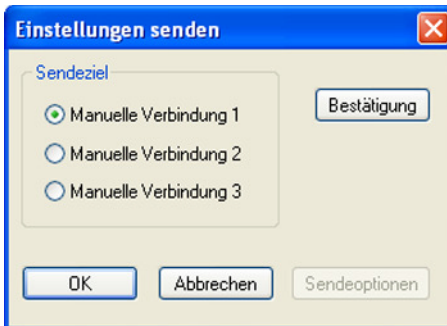 Einstellungen senden
Sendeziel
Manuelle Verbindung 1
Bestätigung
Manuelle Verbindung 2
Manuelle Verbindung 3
OK
Abbrechen
Sendeoptionen